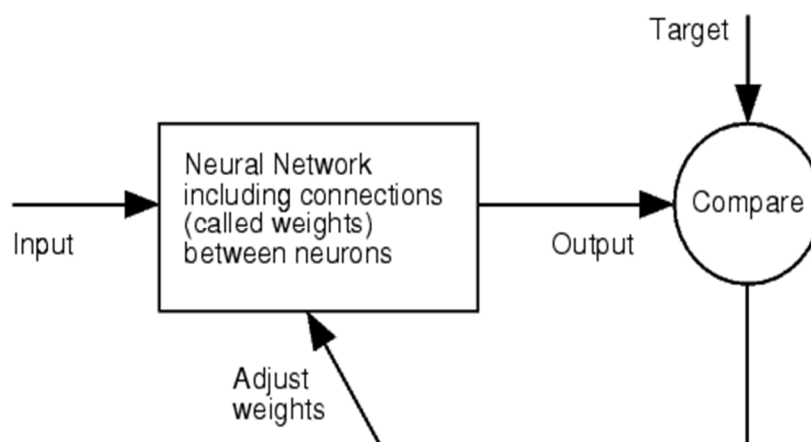 Target
Neural Network
including connections
(called weights)
between neurons
Compare
Input
Output
Adjust
weights